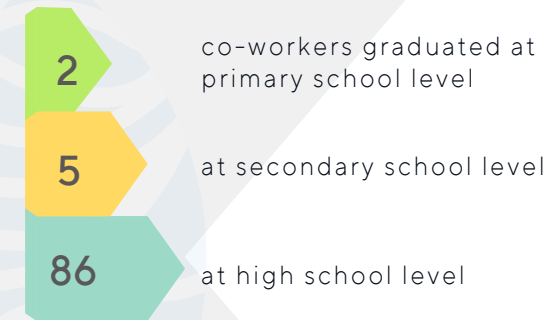 2
co-workers graduated at
primary school level
5
at secondary school level
86
at high school level